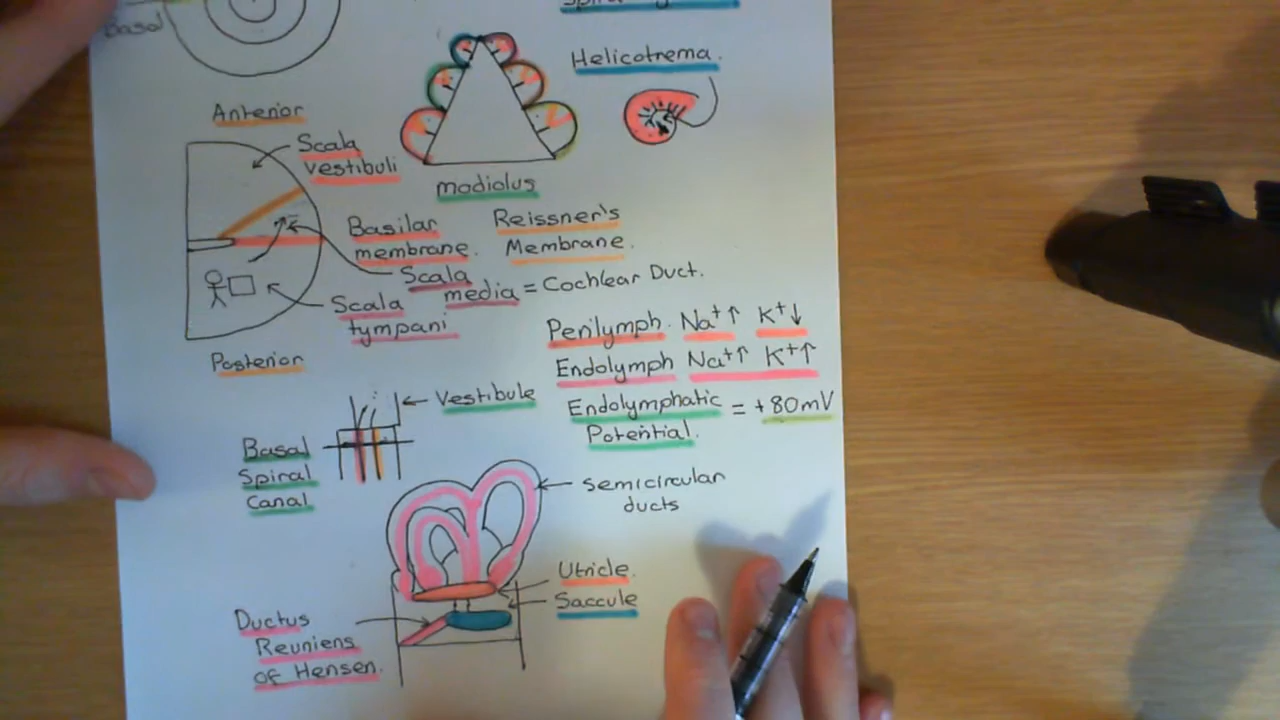 Basal
Helicotrema.
Anterior
Scala
vestibuli
modiolus
Basilar
membrane.
Reissner's
Membrane.
Scala
media = Cochlear Duct.
Scala
tympani
Posterior
Perilymph. Na⁺↑ K⁺↓
Endolymph Na⁺↑ K⁺↑
Endolymphatic
Potential. = +80mV
Vestibule
Basal
Spiral
Canal
Semicircular
ducts
Utricle.
Saccule
Ductus
Reuniens
of Hensen.